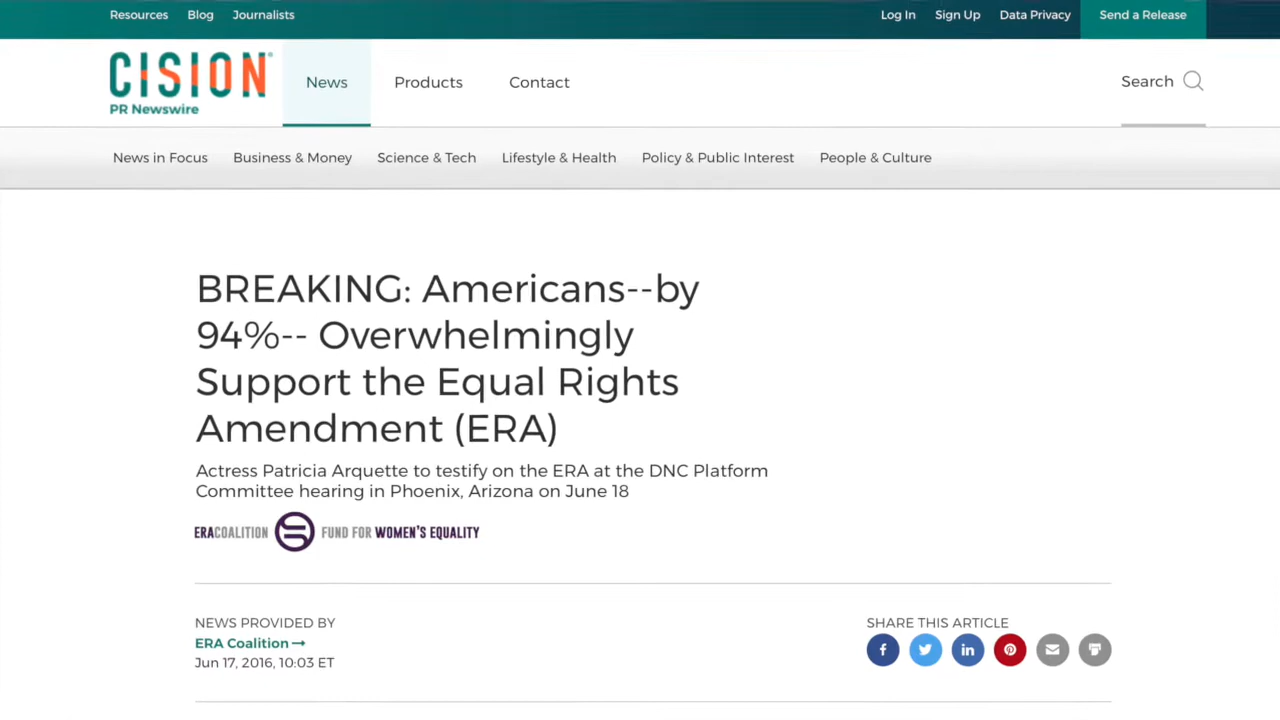 Resources Blog Journalists Log In Sign Up Data Privacy Send a Release
CISION
PR Newswire
News Products Contact Search
News in Focus Business & Money Science & Tech Lifestyle & Health Policy & Public Interest People & Culture
BREAKING: Americans--by
94%-- Overwhelmingly
Support the Equal Rights
Amendment (ERA)
Actress Patricia Arquette to testify on the ERA at the DNC Platform
Committee hearing in Phoenix, Arizona on June 18
ERACOALITION FUND FOR WOMEN'S EQUALITY
NEWS PROVIDED BY
ERA Coalition
Jun 17, 2016, 10:03 ET
SHARE THIS ARTICLE